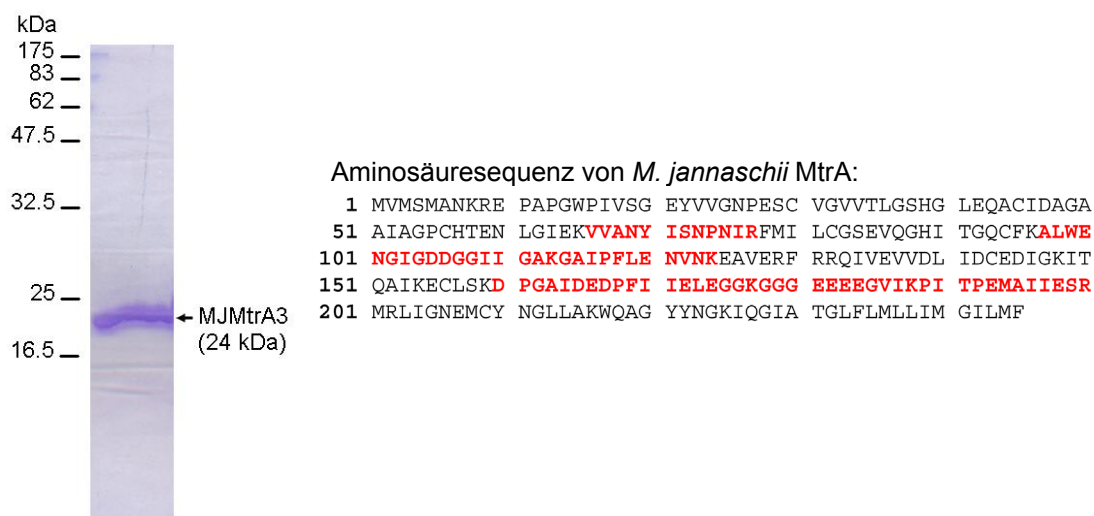 kDa
175
83
62
47.5
32.5
25
16.5
MJMtrA3
(24 kDa)
Aminosäuresequenz von M. jannaschii MtrA:
1 MVMSMANKRE PAPGWPIVSG EYVVGNPESC VGVVTLGSHG LEQACIDAGA
51 AIAGPCHTEN LGIEKVVANY ISNPNIRFMI LCGSEVQGHI TGQCFKALWE
101 NGIGDDGGII GAKGAIPFLE NVNKEAVERF RRQIVEVVDL IDCEDIGKIT
151 QAIKECLSKD PGAIDEDPFI IELEGGKGGG EEEEGVIKPI TPEMAIIESR
201 MRLIGNEMCY NGLLAKWQAG YYNGKIQGIA TGLFLMLLIM GILMF